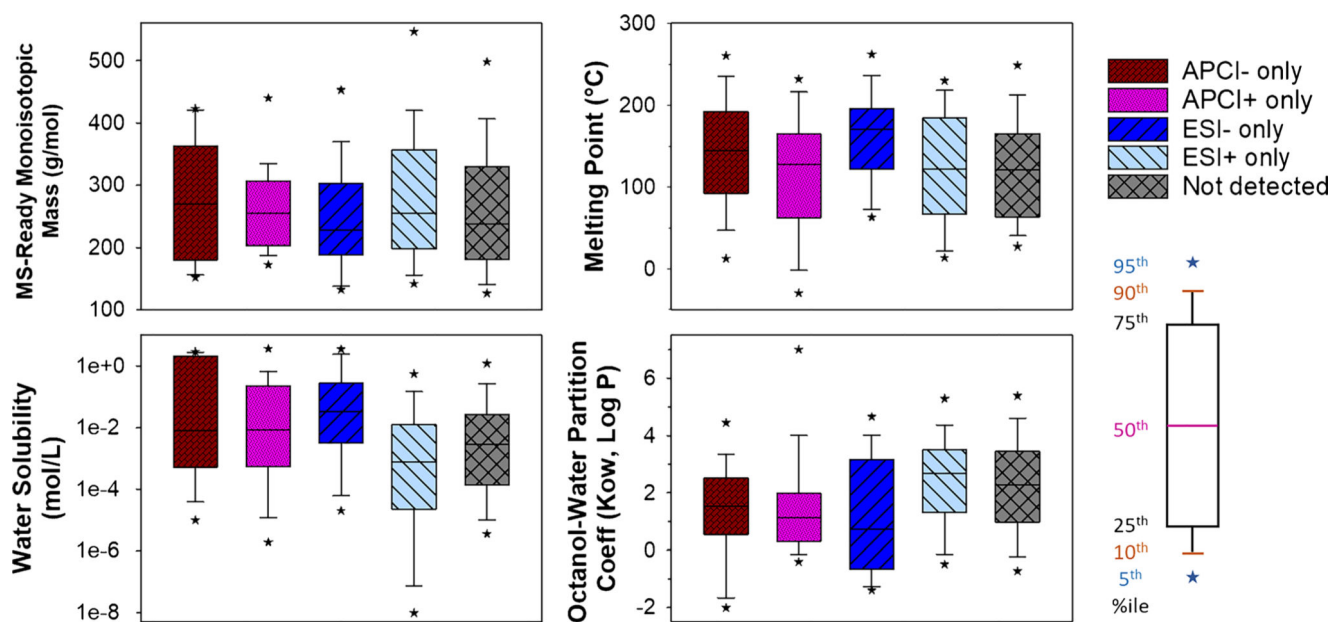 MS-Ready Monoisotopic
Mass (g/mol)
500
400
300
200
100
Melting Point (°C)
300
200
100
0
APCI- only
APCI+ only
ESI- only
ESI+ only
Not detected
Water Solubility
(mol/L)
1e+0
1e-2
1e-4
1e-6
1e-8
Octanol-Water Partition
Coeff (Kow, Log P)
6
4
2
0
-2
95th
90th
75th
50th
25th
10th
5th
%ile